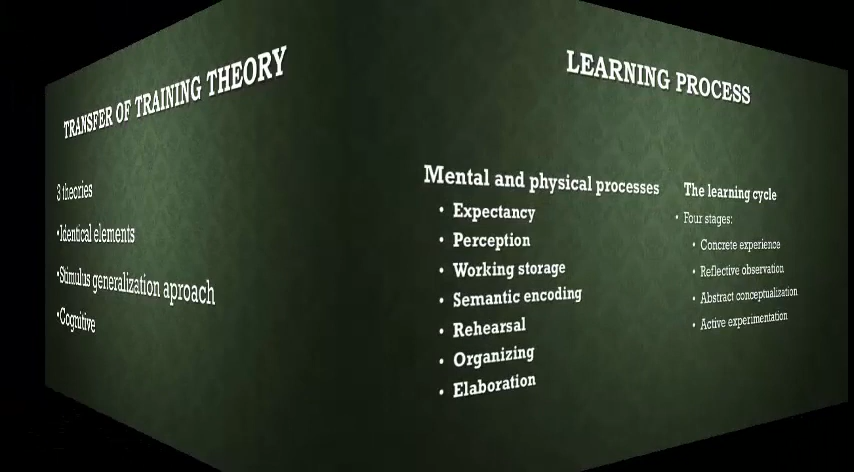 TRANSFER OF TRAINING THEORY
3 theories
•Identical elements
•Stimulus generalization aproach
•Cognitive
LEARNING PROCESS
Mental and physical processes
• Expectancy
• Perception
• Working storage
• Semantic encoding
• Rehearsal
• Organizing
• Elaboration
The learning cycle
• Four stages:
• Concrete experience
• Reflective observation
• Abstract conceptualization
• Active experimentation